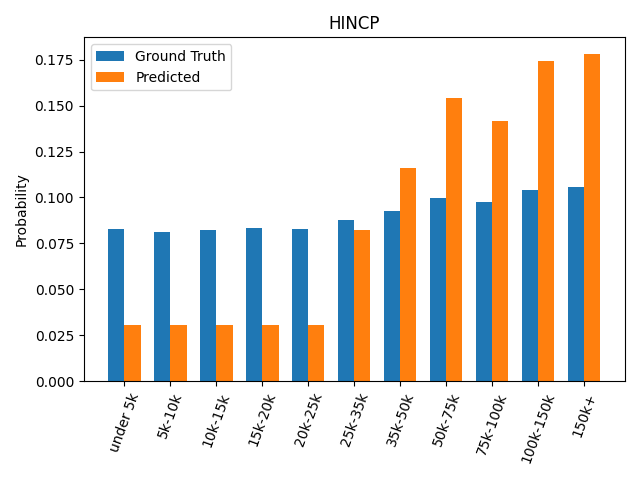 HINCP
Ground Truth
Predicted
Probability
0.175
0.150
0.125
0.100
0.075
0.050
0.025
0.000
under 5k
5k-10k
10k-15k
15k-20k
20k-25k
25k-35k
35k-50k
50k-75k
75k-100k
100k-150k
150k+